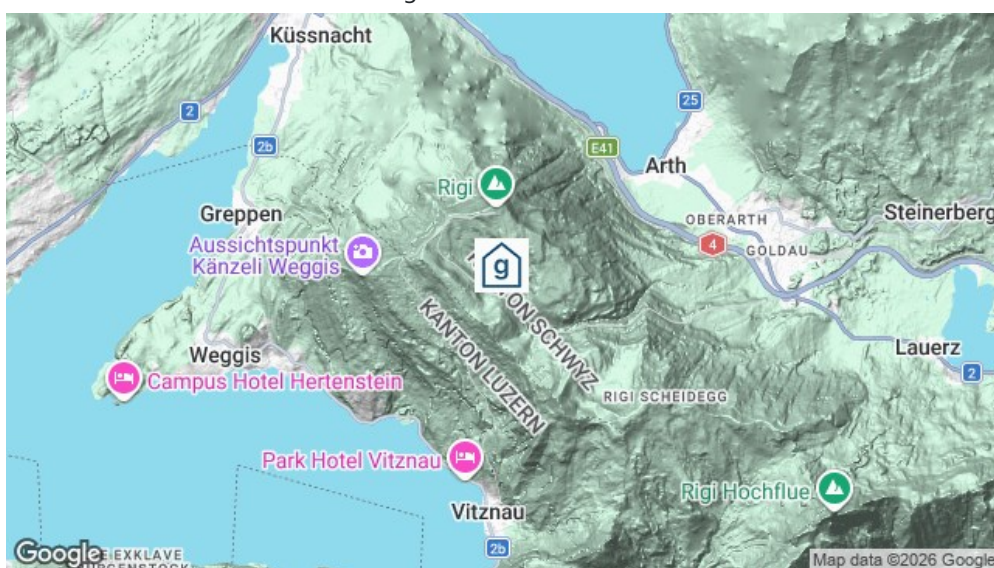 Küssnacht
2
25
2b
E41
Arth
Rigi
Greppen
OBERARTH
Steinerberg
Aussichtspunkt
Känzeli Weggis
4
GOLDAU
g
KANTON LUZERN
TON SCHWYZ
Weggis
Lauerz
2
Campus Hotel Hertenstein
RIGI SCHEIDEGG
Park Hotel Vitznau
Rigi Hochflue
Vitznau
2b
Google
EXKLAVE
Map data ©2026 Google